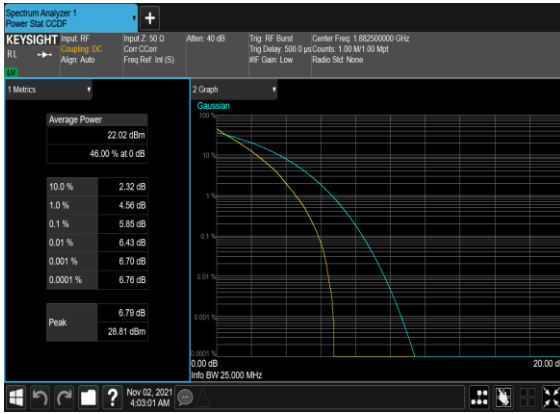 Spectrum Analyzer 1
Power Stat CCDF
+
KEYSIGHT
RL
LW
Input: RF
Coupling: DC
Align: Auto
Input Z: 50 Ω
Corr CCorr
Freq Ref: Int (S)
Atten: 40 dB
Trig: RF Burst
Trig Delay: 500.0 µs
#IF Gain: Low
Center Freq: 1.882500000 GHz
Counts: 1.00 M/1.00 Mpt
Radio Std: None
1 Metrics
Average Power
22.02 dBm
46.00 % at 0 dB
10.0 % 2.32 dB
1.0 % 4.56 dB
0.1 % 5.85 dB
0.01 % 6.43 dB
0.001 % 6.70 dB
0.0001 % 6.76 dB
Peak
6.79 dB
28.81 dBm
2 Graph
Gaussian
100 %
10 %
1 %
0.1 %
0.01 %
0.001 %
0.0001 %
0.00 dB
20.00 d
Info BW 25.000 MHz
?
Nov 02, 2021
4:03:01 AM